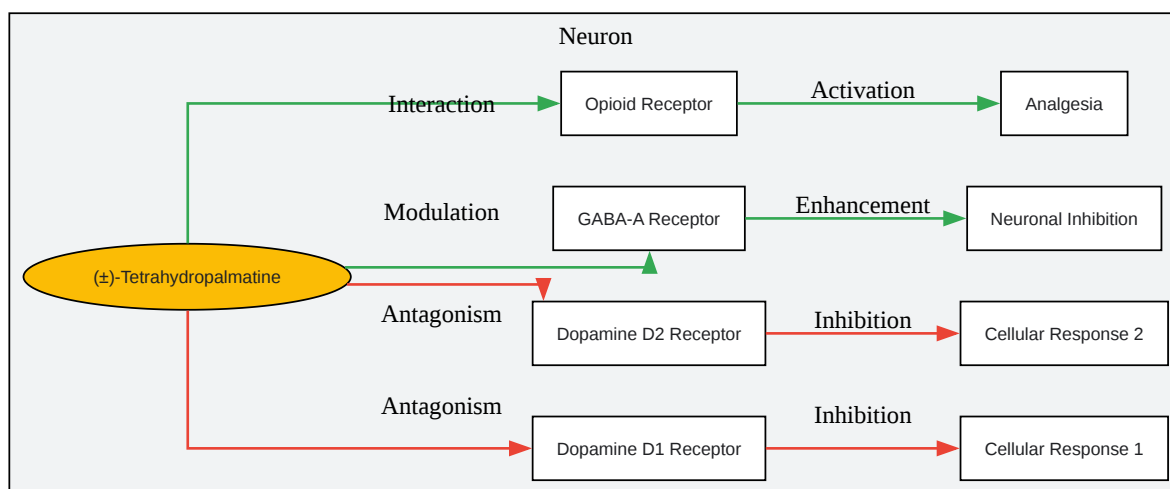 Neuron
Interaction
Opioid Receptor
Activation
Analgesia
Modulation
GABA-A Receptor
Enhancement
Neuronal Inhibition
(±)-Tetrahydropalmatine
Antagonism
Dopamine D2 Receptor
Inhibition
Cellular Response 2
Antagonism
Dopamine D1 Receptor
Inhibition
Cellular Response 1